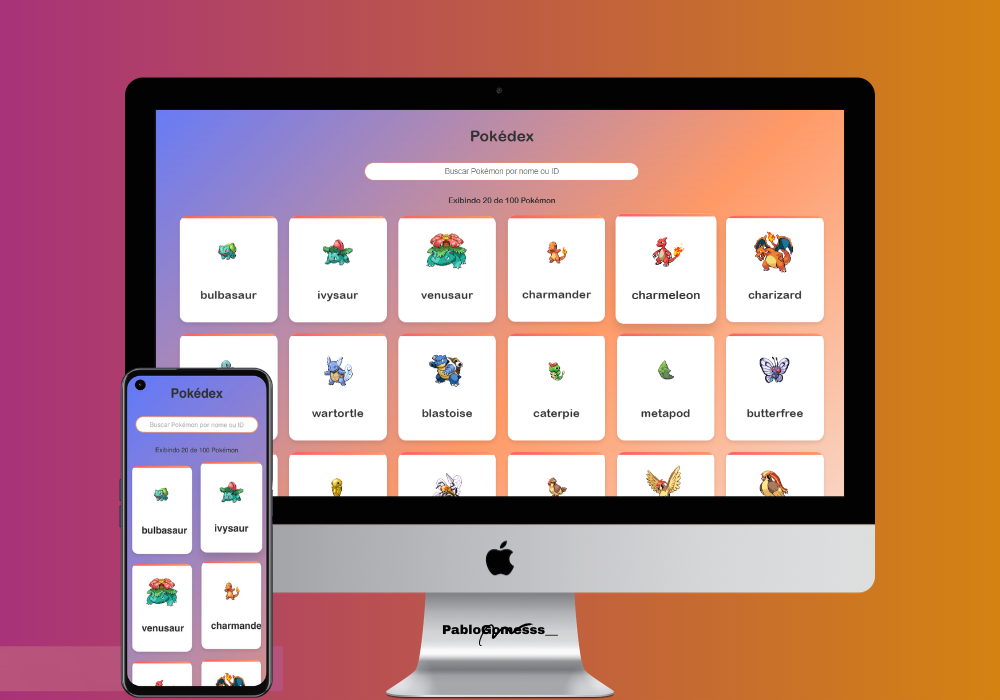 Pokédex
Buscar Pokémon por nome ou ID
Exibindo 20 de 100 Pokémon
bulbasaur
ivysaur
venusaur
charmander
charmeleon
charizard
wartortle
blastoise
caterpie
metapod
butterfree
Pokédex
Buscar Pokémon por nome ou ID
Exibindo 20 de 100 Pokémon
bulbasaur
ivysaur
venusaur
charmande
PabloGomesss__